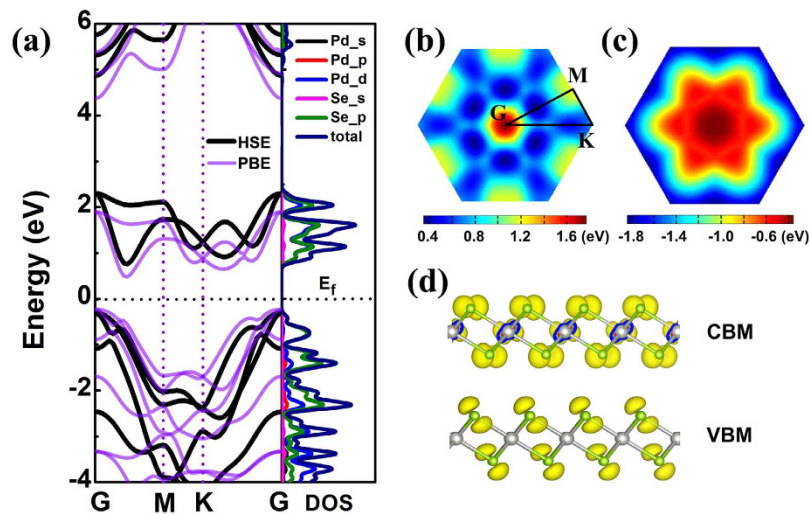 (a)
Energy (eV)
6
4
2
0
-2
-4
G M K G DOS
HSE
PBE
Pd_s
Pd_p
Pd_d
Se_s
Se_p
total
E_f
(b)
G
M
K
0.4 0.8 1.2 1.6 (eV)
(c)
-1.8 -1.4 -1.0 -0.6 (eV)
(d)
CBM
VBM